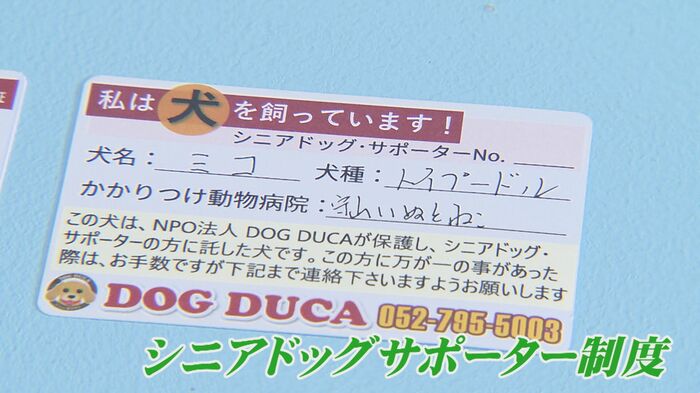 私は犬を飼っています!
シニアドッグ・サポーターNo.
犬名: ミコ 犬種: トイプードル
かかりつけ動物病院: いぬとねこ
この犬は、NPO法人 DOG DUCAが保護し、シニアドッグ・
サポーターの方に託した犬です。この方に万が一の事があった
際は、お手数ですが下記まで連絡下さいますようお願いします
DOG DUCA 052-795-5003
シニアドッグサポーター制度